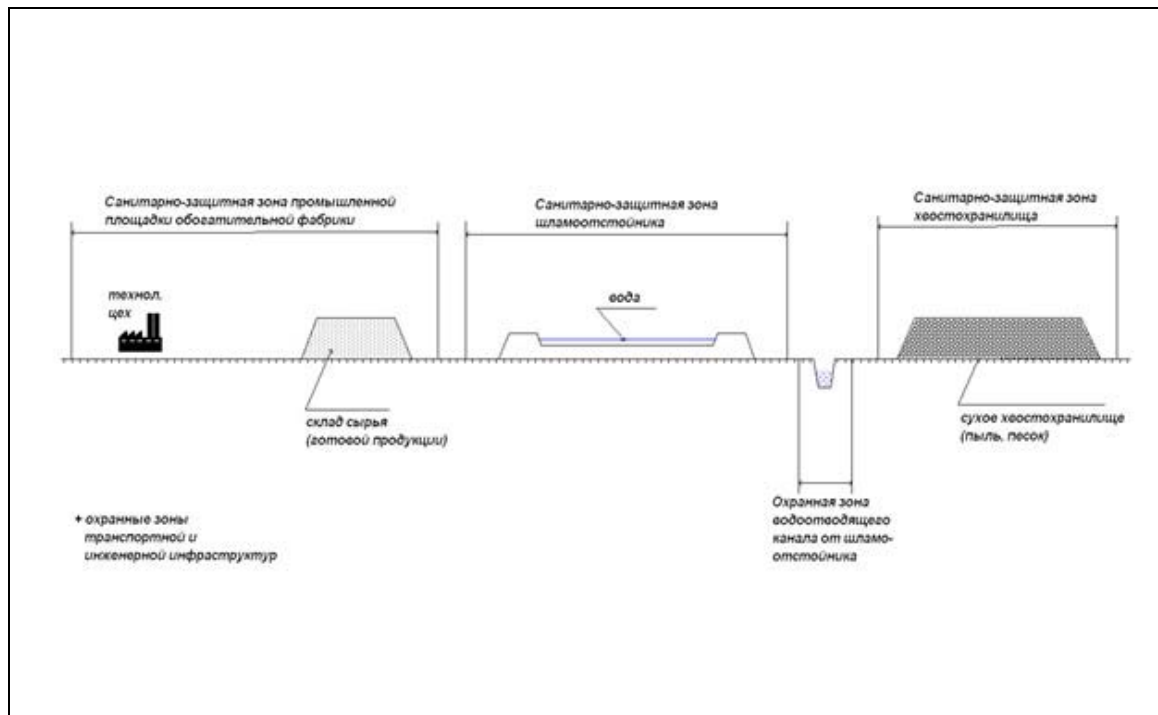 Санитарно-защитная зона промышленной
площадки обогатительной фабрики
Санитарно-защитная зона
шламоотстойника
Санитарно-защитная зона
хвостохранилища
технол.
цех
вода
склад сырья
(готовой продукции)
сухое хвостохранилище
(пыль, песок)
+ охранные зоны
транспортной и
инженерной инфраструктур
Охранная зона
водоотводящего
канала от шламо-
отстойника